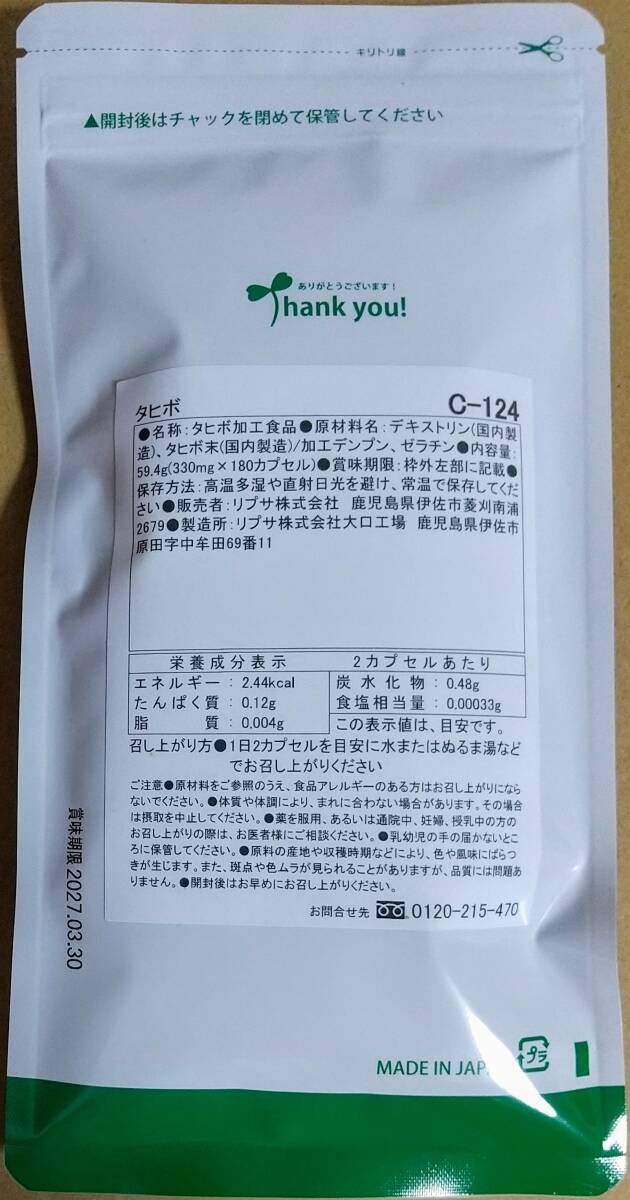 キリトリ線
▲開封後はチャックを閉めて保管してください
ありがとうございます！
Thank you!
タヒボ C-124
●名称：タヒボ加工食品●原材料名：デキストリン(国内製
造)、タヒボ末(国内製造)/加工デンプン、ゼラチン●内容量：
59.4g(330mg×180カプセル)●賞味期限：枠外左部に記載●
保存方法：高温多湿や直射日光を避け、常温で保存してくだ
さい●販売者：リプサ株式会社 鹿児島県伊佐市菱刈南浦
2679●製造所：リプサ株式会社大口工場 鹿児島県伊佐市
原田字中牟田69番11
栄養成分表示 2カプセルあたり
エネルギー：2.44kcal 炭水化物：0.48g
たんぱく質：0.12g 食塩相当量：0.00033g
脂質：0.004g この表示値は、目安です。
召し上がり方●1日2カプセルを目安に水またはぬるま湯など
でお召し上がりください
ご注意●原材料をご参照のうえ、食品アレルギーのある方はお召し上がりになら
ないでください。●体質や体調により、まれに合わない場合があります。その場合
は摂取を中止してください。●薬を服用、あるいは通院中、妊婦、授乳中の方の
お召し上がりの際は、お医者様にご相談ください。●乳幼児の手の届かないとこ
ろに保管してください。●原料の産地や収穫時期などにより、色や風味にばらつ
きが生じます。また、斑点や色ムラが見られることがありますが、品質には問題あ
りません。●開封後はお早めにお召し上がりください。
お問合せ先 0120-215-470
賞味期限 2027.03.30
MADE IN JAP
プラ